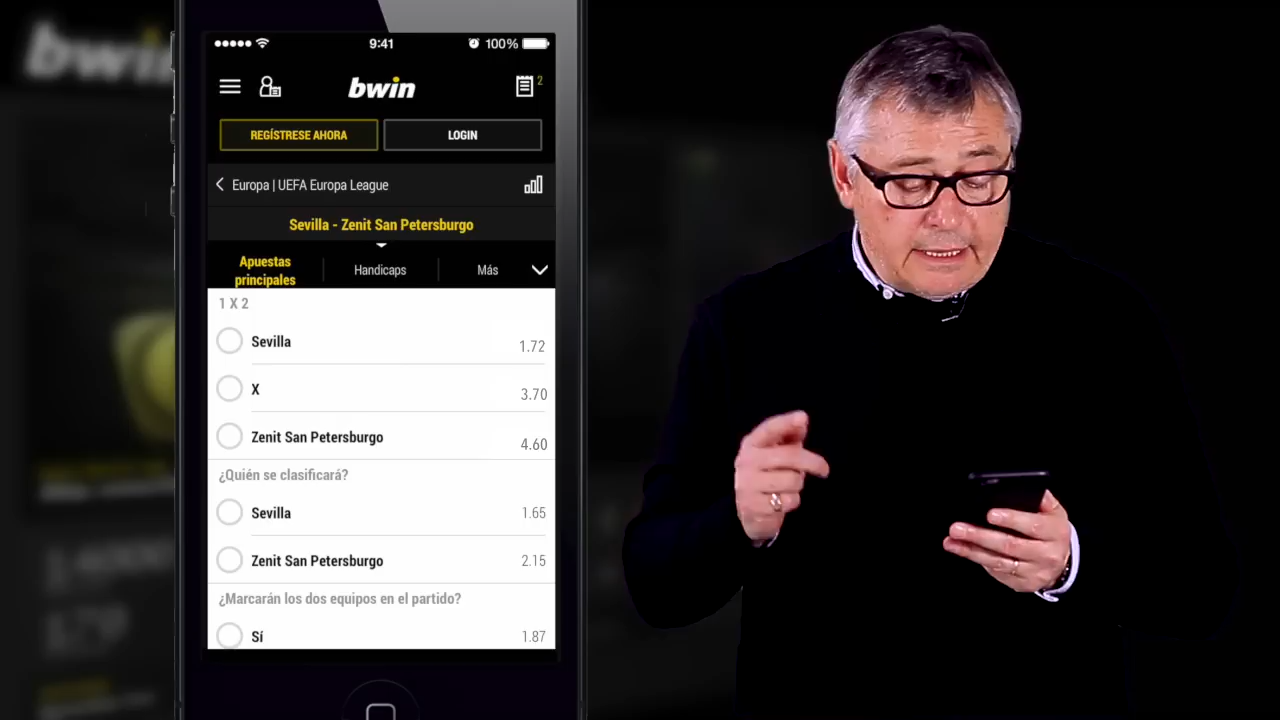 bwin
9:41
100%
bwin
2
REGÍSTRESE AHORA
LOGIN
Europa | UEFA Europa League
Sevilla - Zenit San Petersburgo
Apuestas principales
Handicaps
Más
1 X 2
Sevilla
1.72
X
3.70
Zenit San Petersburgo
4.60
¿Quién se clasificará?
Sevilla
1.65
Zenit San Petersburgo
2.15
¿Marcarán los dos equipos en el partido?
Sí
1.87